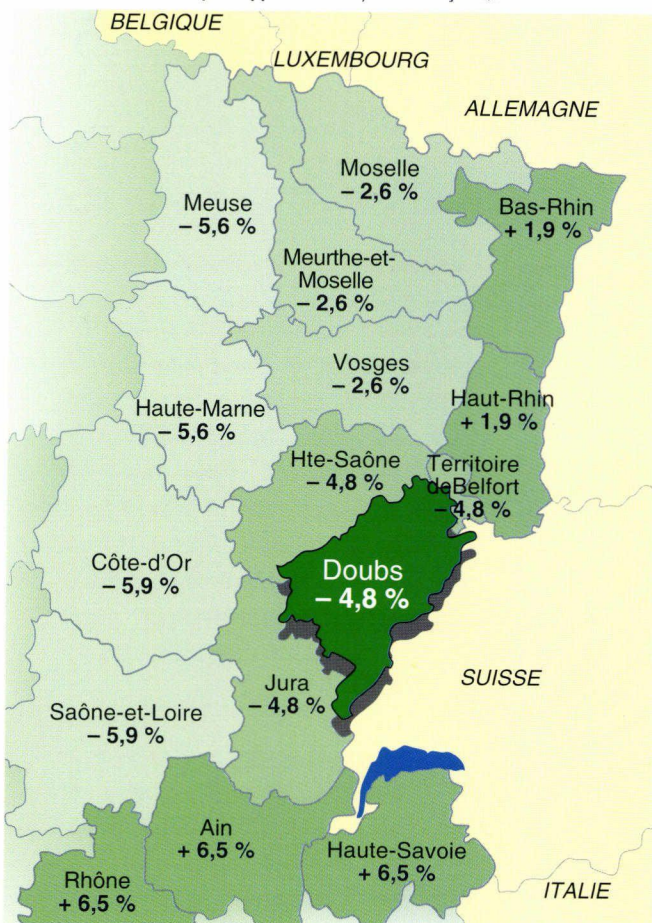 BELGIQUE
LUXEMBOURG
ALLEMAGNE
Moselle
– 2,6 %
Meuse
– 5,6 %
Bas-Rhin
+ 1,9 %
Meurthe-et-
Moselle
– 2,6 %
Vosges
– 2,6 %
Haute-Marne
– 5,6 %
Haut-Rhin
+ 1,9 %
Hte-Saône
– 4,8 %
Territoire
deBelfort
– 4,8 %
Côte-d'Or
– 5,9 %
Doubs
– 4,8 %
SUISSE
Jura
– 4,8 %
Saône-et-Loire
– 5,9 %
Ain
+ 6,5 %
Haute-Savoie
+ 6,5 %
Rhône
+ 6,5 %
ITALIE